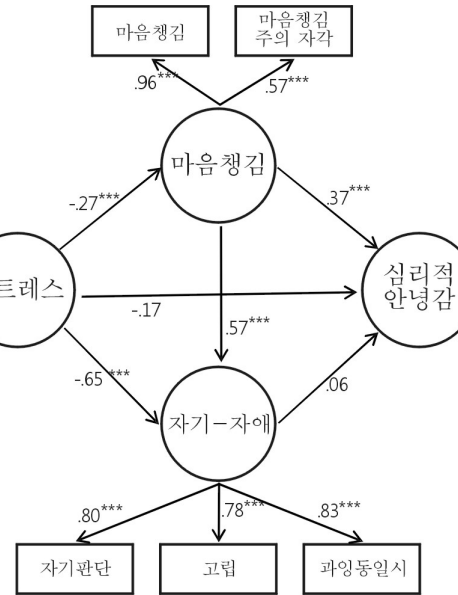 마음챙김
마음챙김
주의 자각
.96***
.57***
마음챙김
-.27***
.37***
트레스
심리적
안녕감
-.17
.57***
-.65 ***
.06
자기-자애
.80***
.78***
.83***
자기판단
고립
과잉동일시